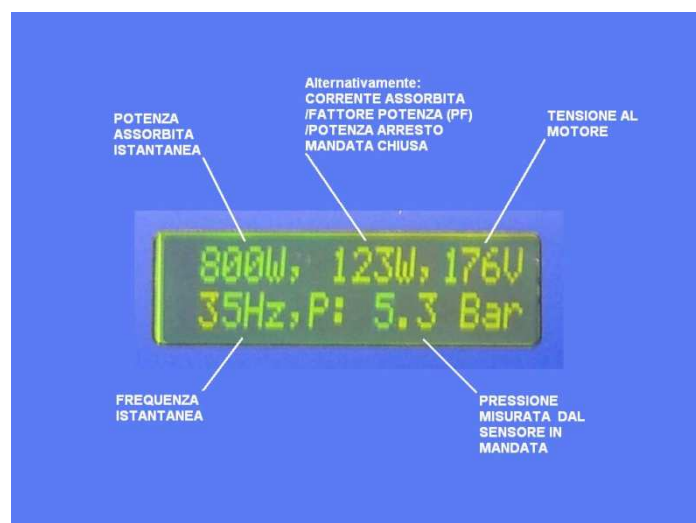 Alternativamente:
CORRENTE ASSORBITA
/FATTORE POTENZA (PF)
/POTENZA ARRESTO
MANDATA CHIUSA
POTENZA
ASSORBITA
ISTANTANEA
TENSIONE AL
MOTORE
800W, 123W,176V
35Hz,P: 5.3 Bar
FREQUENZA
ISTANTANEA
PRESSIONE
MISURATA DAL
SENSORE IN
MANDATA